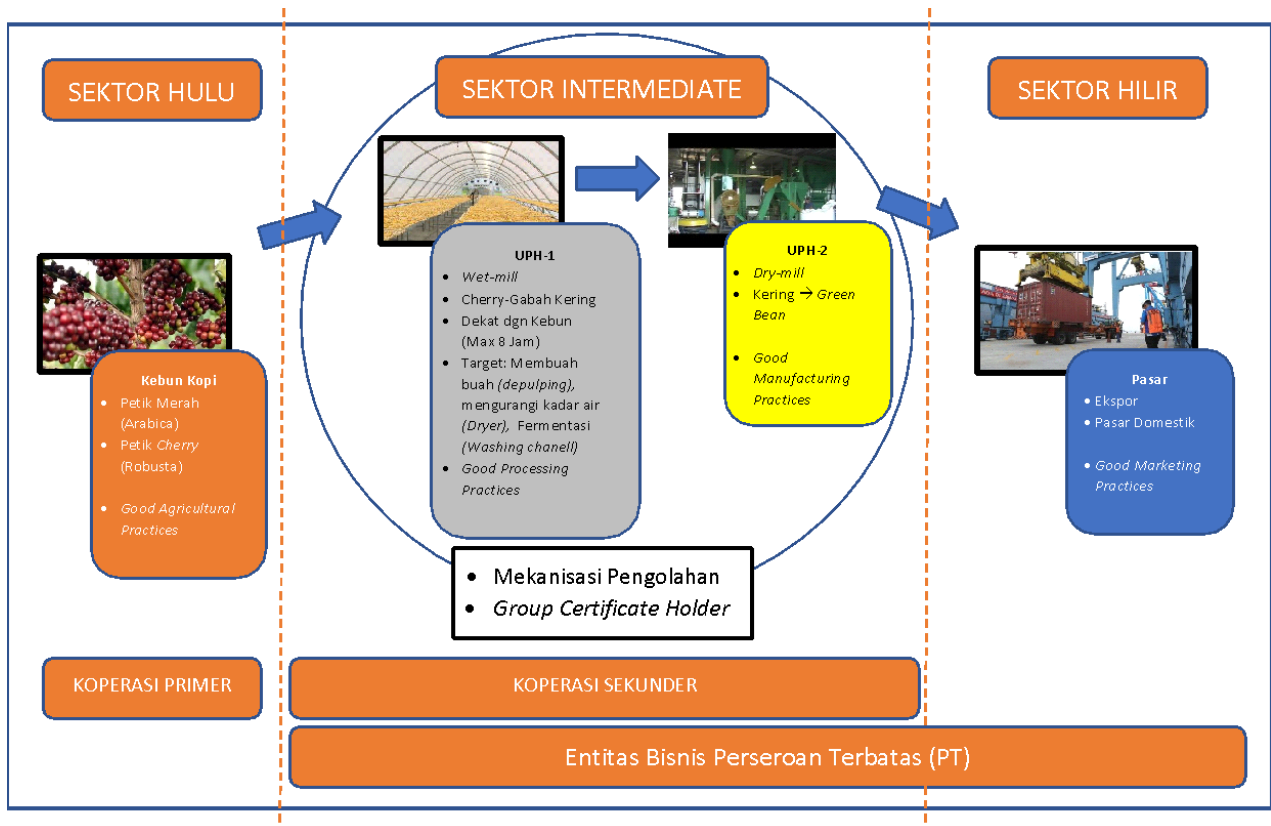 SEKTOR HULU
SEKTOR INTERMEDIATE
SEKTOR HILIR
Kebun Kopi
• Petik Merah
(Arabica)
• Petik Cherry
(Robusta)
• Good Agricultural
Practices
UPH-1
• Wet-mill
• Cherry-Gabah Kering
• Dekat dgn Kebun
(Max 8 Jam)
• Target: Membuah
buah (depulping),
mengurangi kadar air
(Dryer), Fermentasi
(Washing chanell)
• Good Processing
Practices
UPH-2
• Dry-mill
• Kering → Green
Bean
• Good
Manufacturing
Practices
Pasar
• Ekspor
• Pasar Domestik
• Good Marketing
Practices
• Mekanisasi Pengolahan
• Group Certificate Holder
KOPERASI PRIMER
KOPERASI SEKUNDER
Entitas Bisnis Perseroan Terbatas (PT)